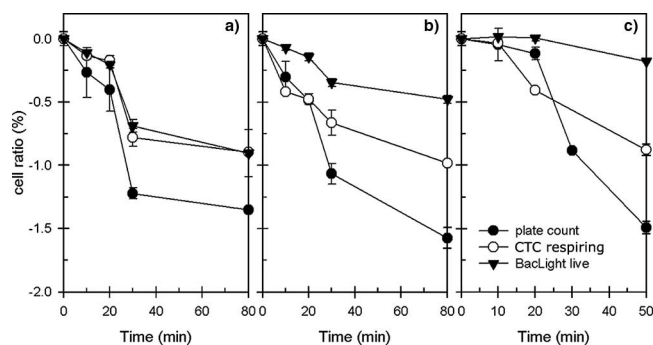 a) b) c)
0.0
-0.5
-1.0
-1.5
-2.0
cell ratio (%)
plate count
CTC respiring
BacLight live
0 20 40 60 80 0 20 40 60 80 0 10 20 30 40 50
Time (min) Time (min) Time (min)